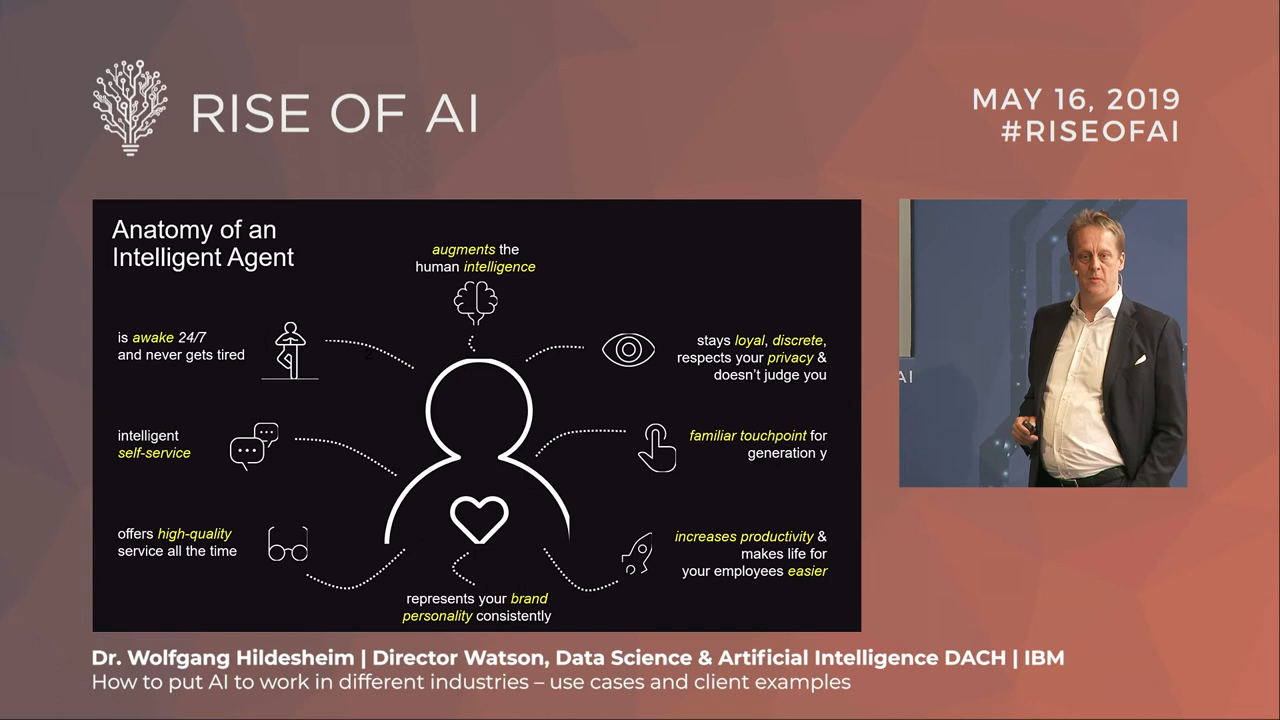 RISE OF AI
MAY 16, 2019
#RISEOFAI
Anatomy of an
Intelligent Agent
augments the
human intelligence
is awake 24/7
and never gets tired
2
stays loyal, discrete,
respects your privacy &
doesn't judge you
intelligent
self-service
familiar touchpoint for
generation y
offers high-quality
service all the time
increases productivity &
makes life for
your employees easier
represents your brand
personality consistently
AI
Dr. Wolfgang Hildesheim | Director Watson, Data Science & Artificial Intelligence DACH | IBM
How to put AI to work in different industries – use cases and client examples